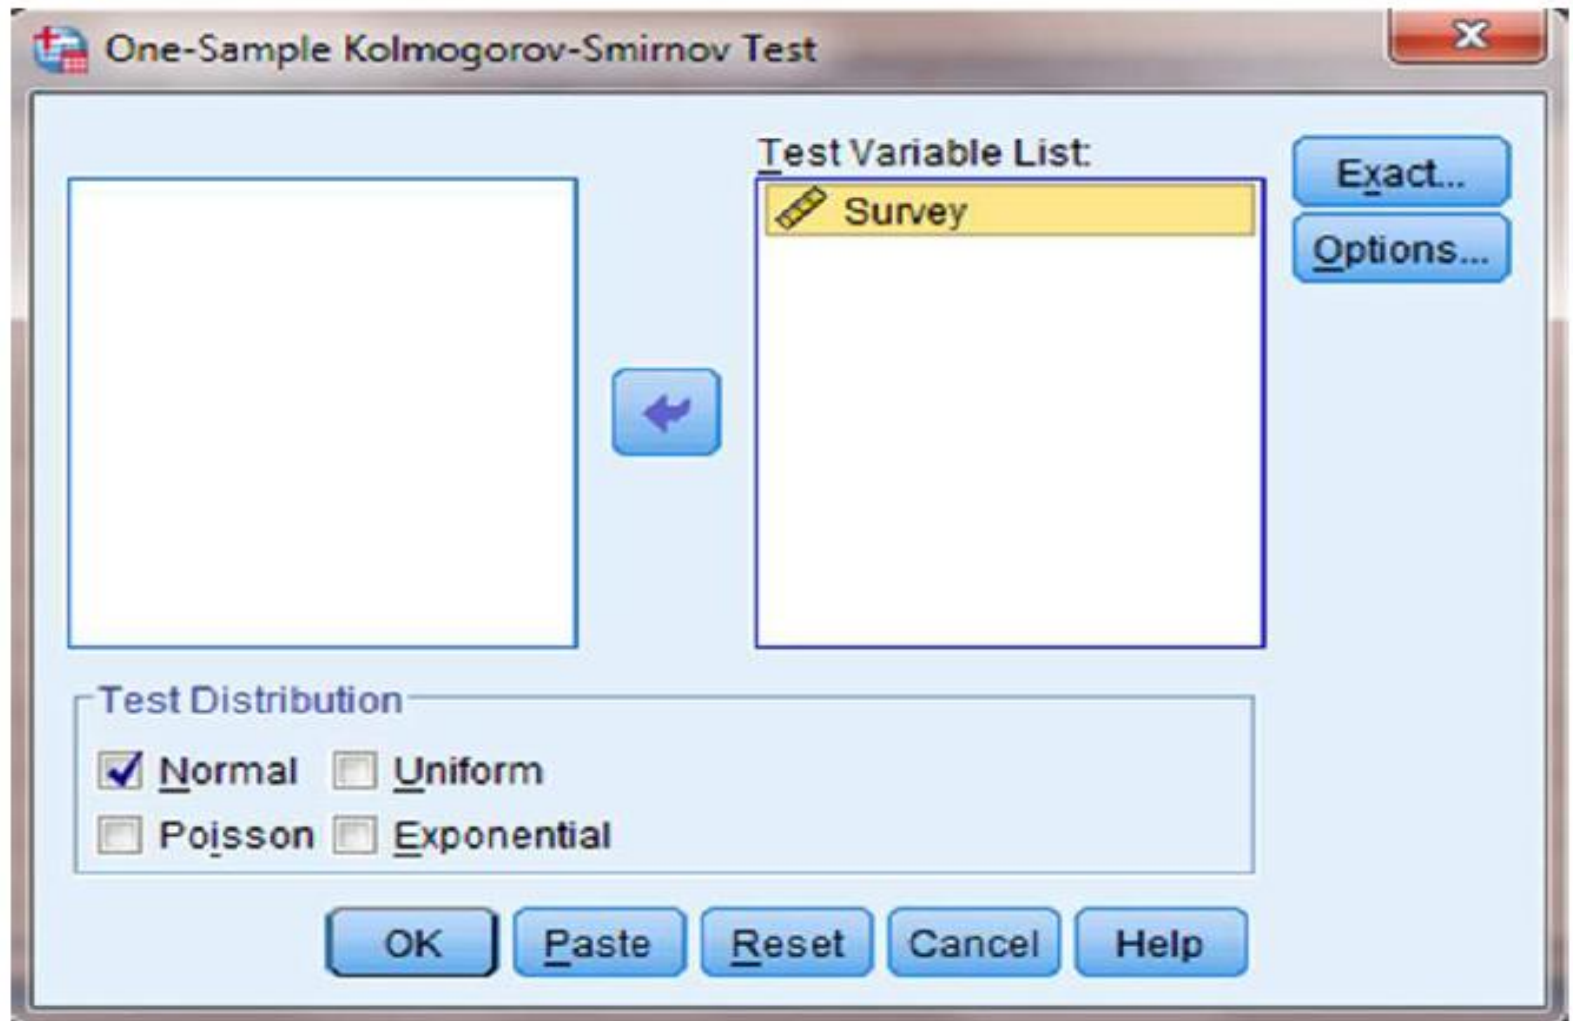 One-Sample Kolmogorov-Smirnov Test
Test Variable List:
Survey
Exact...
Options...
Test Distribution
Normal Uniform
Poisson Exponential
OK Paste Reset Cancel Help